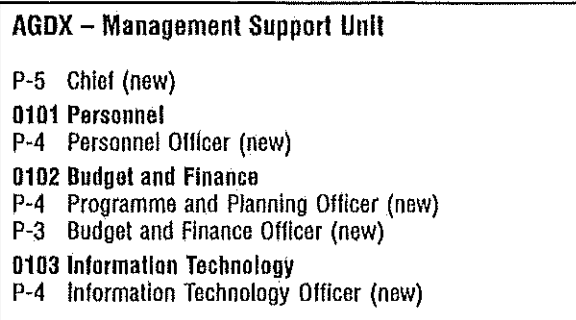 AGDX – Management Support Unit
P-5 Chief (new)
0101 Personnel
P-4 Personnel Officer (new)
0102 Budget and Finance
P-4 Programme and Planning Officer (new)
P-3 Budget and Finance Officer (new)
0103 Information Technology
P-4 Information Technology Officer (new)